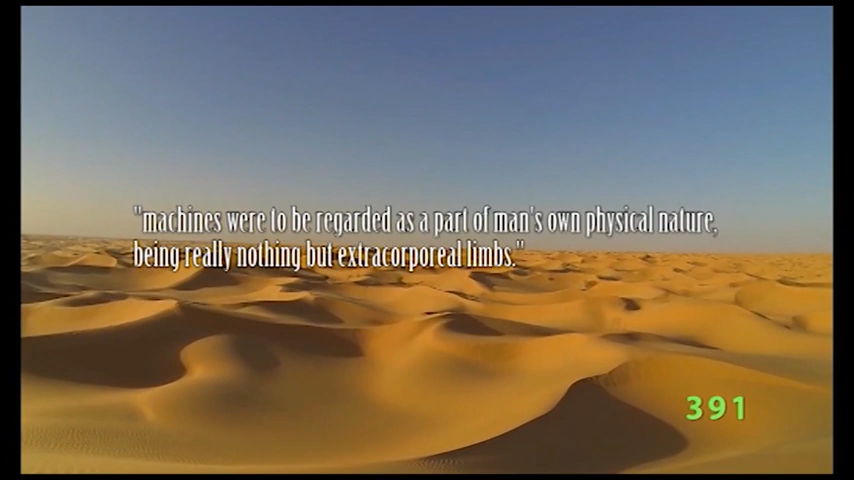 "machines were to be regarded as a part of man's own physical nature,
being really nothing but extracorporeal limbs."
391